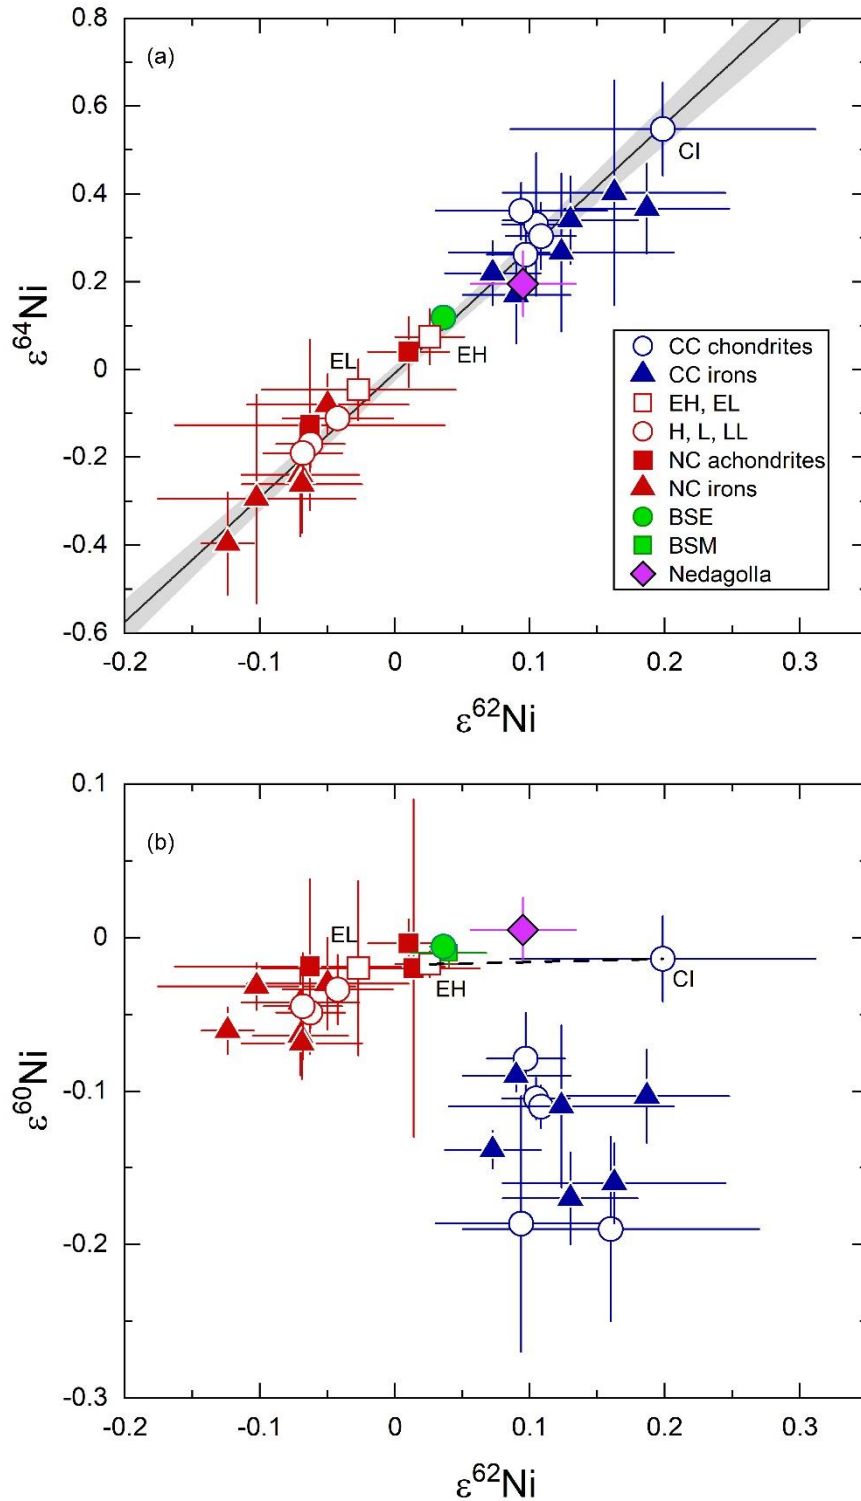 0.8
(a)
0.6
CI
0.4
0.2
ε⁶⁴Ni
EL
EH
0
-0.2
-0.4
-0.6
CC chondrites
CC irons
EH, EL
H, L, LL
NC achondrites
NC irons
BSE
BSM
Nedagolla
-0.2 -0.1 0 0.1 0.2 0.3
ε⁶²Ni
0.1
(b)
EL
0
EH
CI
ε⁶⁰Ni
-0.1
-0.2
-0.3
-0.2 -0.1 0 0.1 0.2 0.3
ε⁶²Ni